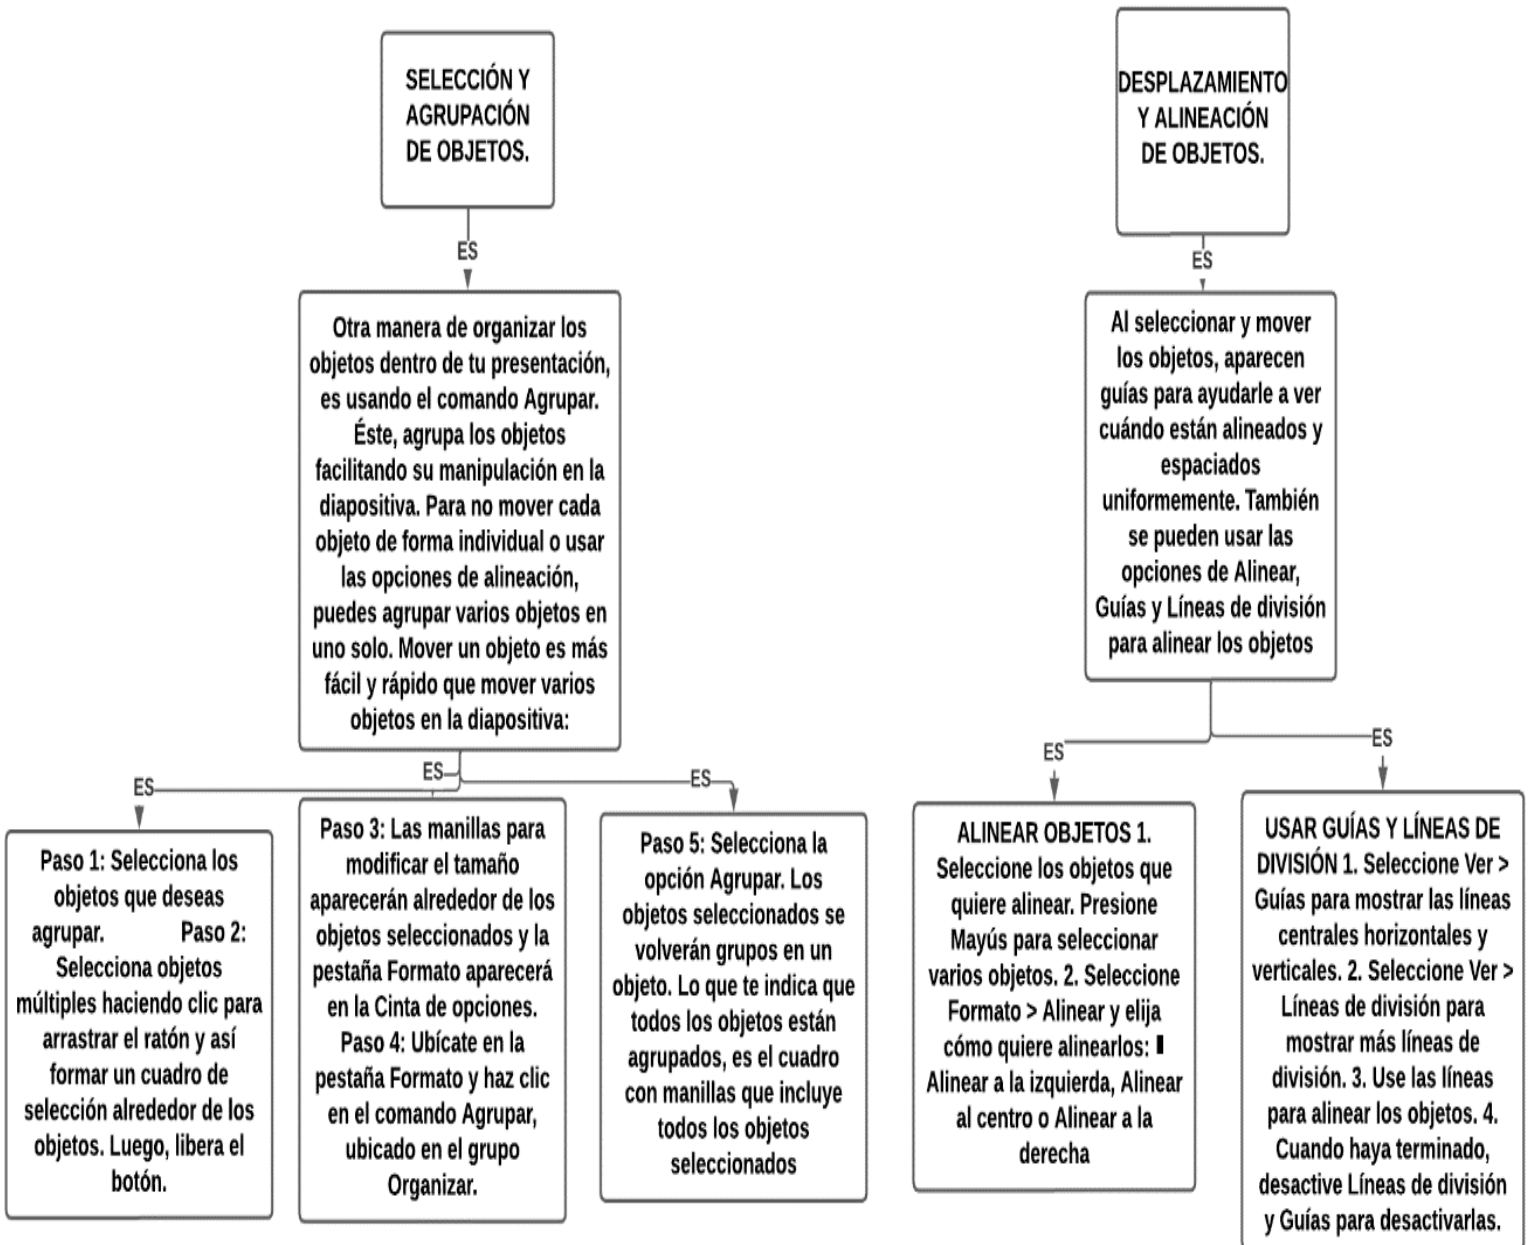 SELECCIÓN Y
AGRUPACIÓN
DE OBJETOS.
ES
Otra manera de organizar los
objetos dentro de tu presentación,
es usando el comando Agrupar.
Éste, agrupa los objetos
facilitando su manipulación en la
diapositiva. Para no mover cada
objeto de forma individual o usar
las opciones de alineación,
puedes agrupar varios objetos en
uno solo. Mover un objeto es más
fácil y rápido que mover varios
objetos en la diapositiva:
ES
ES
ES
Paso 1: Selecciona los
objetos que deseas
agrupar. Paso 2:
Selecciona objetos
múltiples haciendo clic para
arrastrar el ratón y así
formar un cuadro de
selección alrededor de los
objetos. Luego, libera el
botón.
Paso 3: Las manillas para
modificar el tamaño
aparecerán alrededor de los
objetos seleccionados y la
pestaña Formato aparecerá
en la Cinta de opciones.
Paso 4: Ubícate en la
pestaña Formato y haz clic
en el comando Agrupar,
ubicado en el grupo
Organizar.
Paso 5: Selecciona la
opción Agrupar. Los
objetos seleccionados se
volverán grupos en un
objeto. Lo que te indica que
todos los objetos están
agrupados, es el cuadro
con manillas que incluye
todos los objetos
seleccionados
DESPLAZAMIENTO
Y ALINEACIÓN
DE OBJETOS.
ES
Al seleccionar y mover
los objetos, aparecen
guías para ayudarle a ver
cuándo están alineados y
espaciados
uniformemente. También
se pueden usar las
opciones de Alinear,
Guías y Líneas de división
para alinear los objetos
ES
ES
ALINEAR OBJETOS 1.
Seleccione los objetos que
quiere alinear. Presione
Mayús para seleccionar
varios objetos. 2. Seleccione
Formato > Alinear y elija
cómo quiere alinearlos:
Alinear a la izquierda, Alinear
al centro o Alinear a la
derecha
USAR GUÍAS Y LÍNEAS DE
DIVISIÓN 1. Seleccione Ver >
Guías para mostrar las líneas
centrales horizontales y
verticales. 2. Seleccione Ver >
Líneas de división para
mostrar más líneas de
división. 3. Use las líneas
para alinear los objetos. 4.
Cuando haya terminado,
desactive Líneas de división
y Guías para desactivarlas.